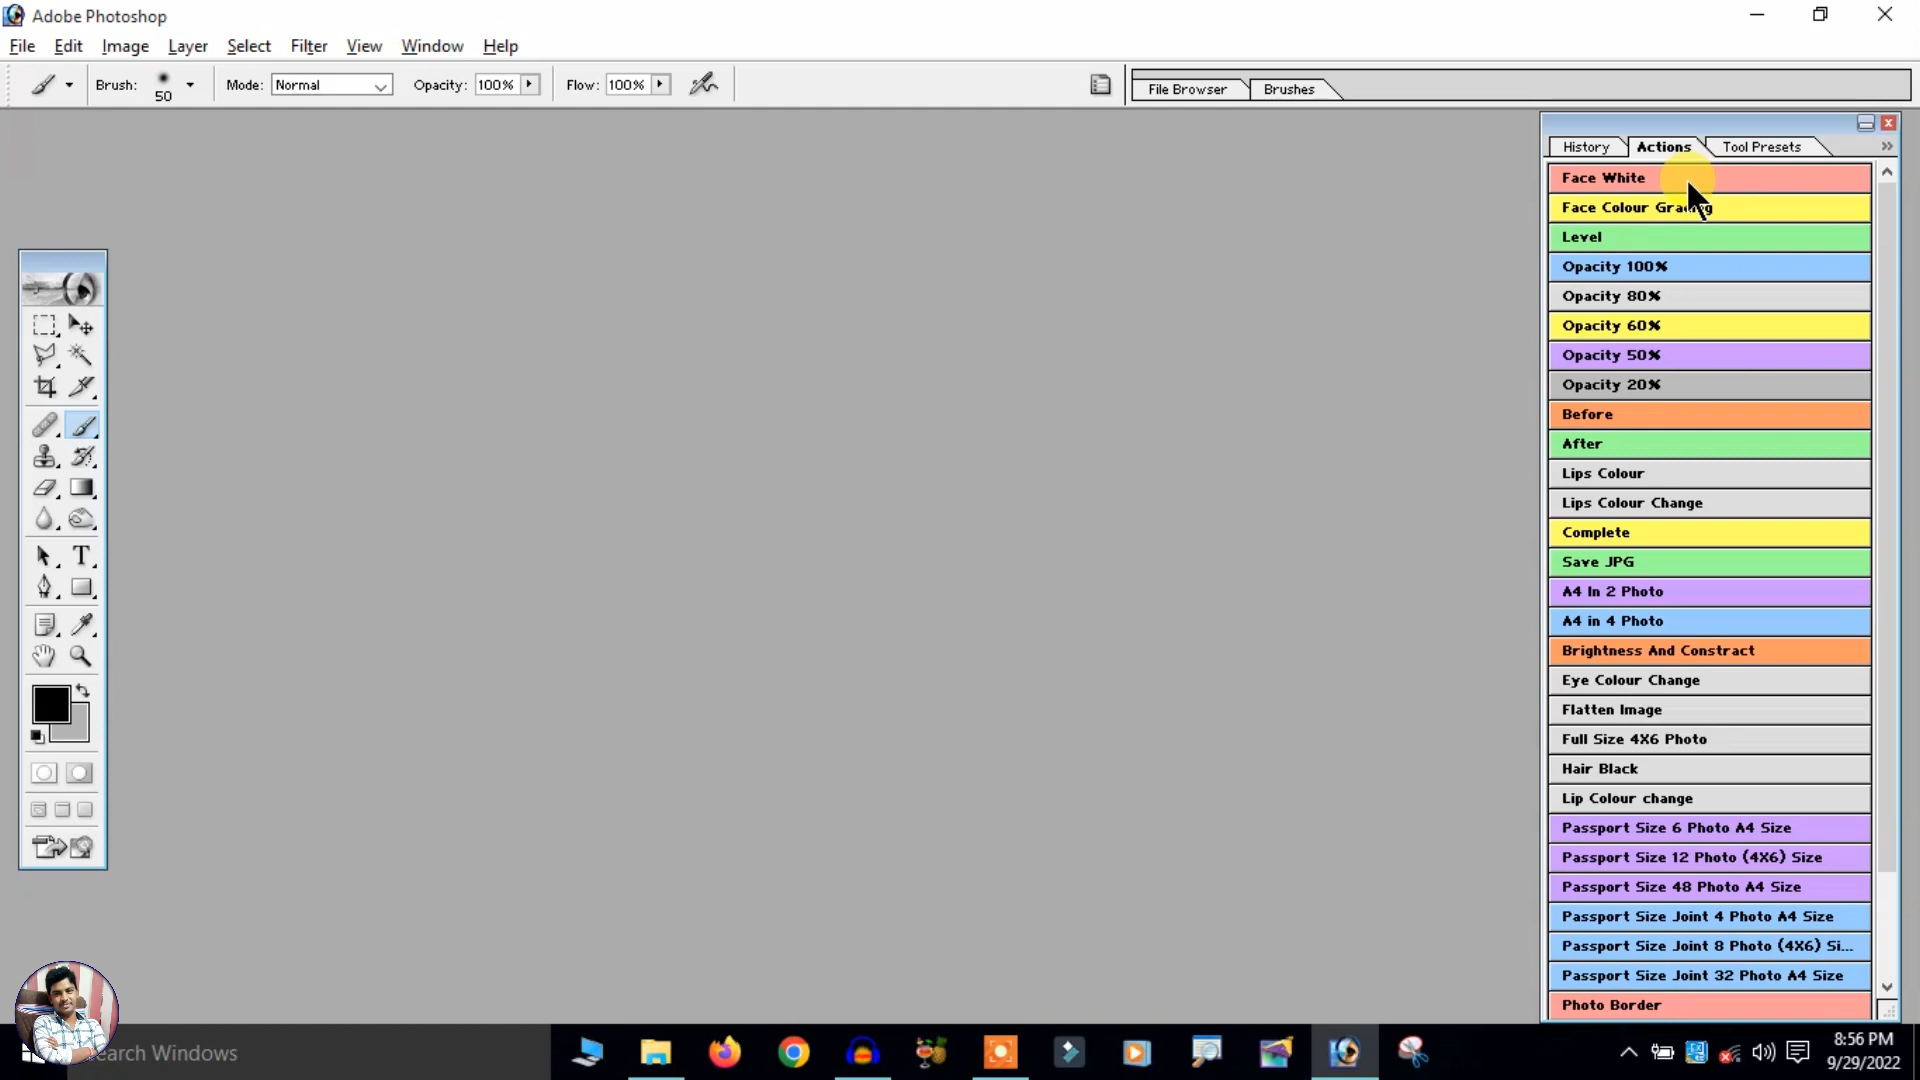 Adobe Photoshop
File Edit Image Layer Select Filter View Window Help
Brush: 50 Mode: Normal Opacity: 100% Flow: 100% File Browser Brushes
History Actions Tool Presets
Face White
Face Colour Grading
Level
Opacity 100%
Opacity 80%
Opacity 60%
Opacity 50%
Opacity 20%
Before
After
Lips Colour
Lips Colour Change
Complete
Save JPG
A4 In 2 Photo
A4 in 4 Photo
Brightness And Constract
Eye Colour Change
Flatten Image
Full Size 4X6 Photo
Hair Black
Lip Colour change
Passport Size 6 Photo A4 Size
Passport Size 12 Photo (4X6) Size
Passport Size 48 Photo A4 Size
Passport Size Joint 4 Photo A4 Size
Passport Size Joint 8 Photo (4X6) Si...
Passport Size Joint 32 Photo A4 Size
Photo Border
earch Windows
8:56 PM
9/29/2022